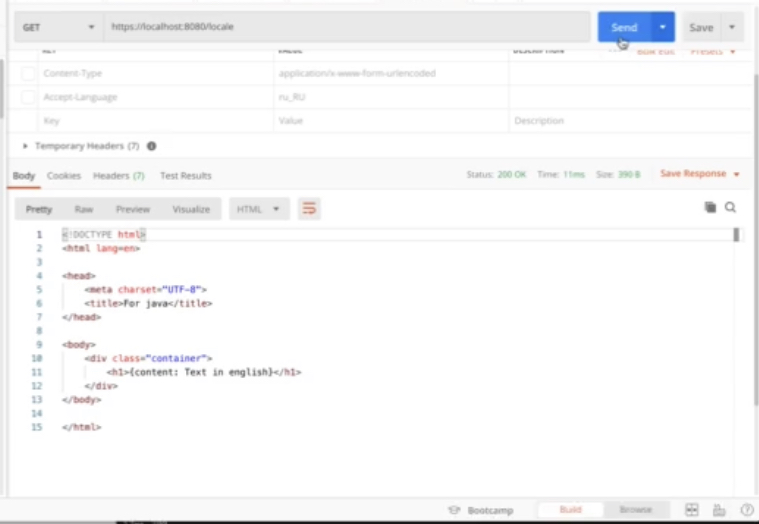 GET https://localhost:8080/locale Send Save
KEY VALUE DESCRIPTION Bulk Edit Presets
Content-Type application/x-www-form-urlencoded
Accept-Language ru_RU
Key Value Description
Temporary Headers (7)
Body Cookies Headers (7) Test Results Status: 200 OK Time: 11ms Size: 390 B Save Response
Pretty Raw Preview Visualize HTML
1 <!DOCTYPE html>
2 <html lang=en>
3
4 <head>
5 <meta charset="UTF-8">
6 <title>For java</title>
7 </head>
8
9 <body>
10 <div class="container">
11 <h1>{content: Text in english}</h1>
12 </div>
13 </body>
14
15 </html>
Bootcamp Build Browse